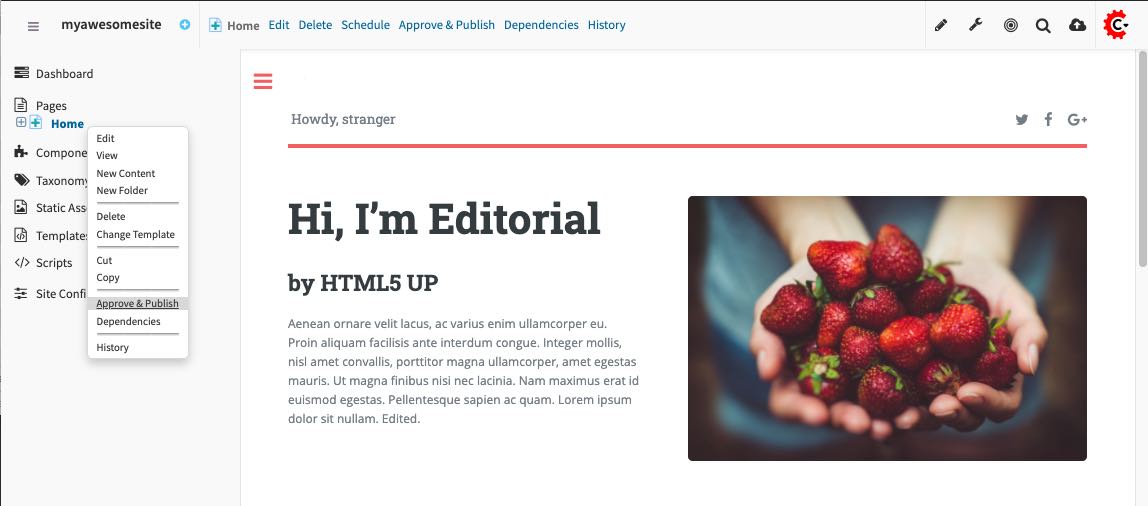 myawesomesite
Home Edit Delete Schedule Approve & Publish Dependencies History
Dashboard
Pages
Home
Compone
Taxonomy
Static Ass
Templates
Scripts
Site Confi
Edit
View
New Content
New Folder
Delete
Change Template
Cut
Copy
Approve & Publish
Dependencies
History
Howdy, stranger
Hi, I’m Editorial
by HTML5 UP
Aenean ornare velit lacus, ac varius enim ullamcorper eu.
Proin aliquam facilisis ante interdum congue. Integer mollis,
nisl amet convallis, porttitor magna ullamcorper, amet egestas
mauris. Ut magna finibus nisi nec lacinia. Nam maximus erat id
euismod egestas. Pellentesque sapien ac quam. Lorem ipsum
dolor sit nullam. Edited.